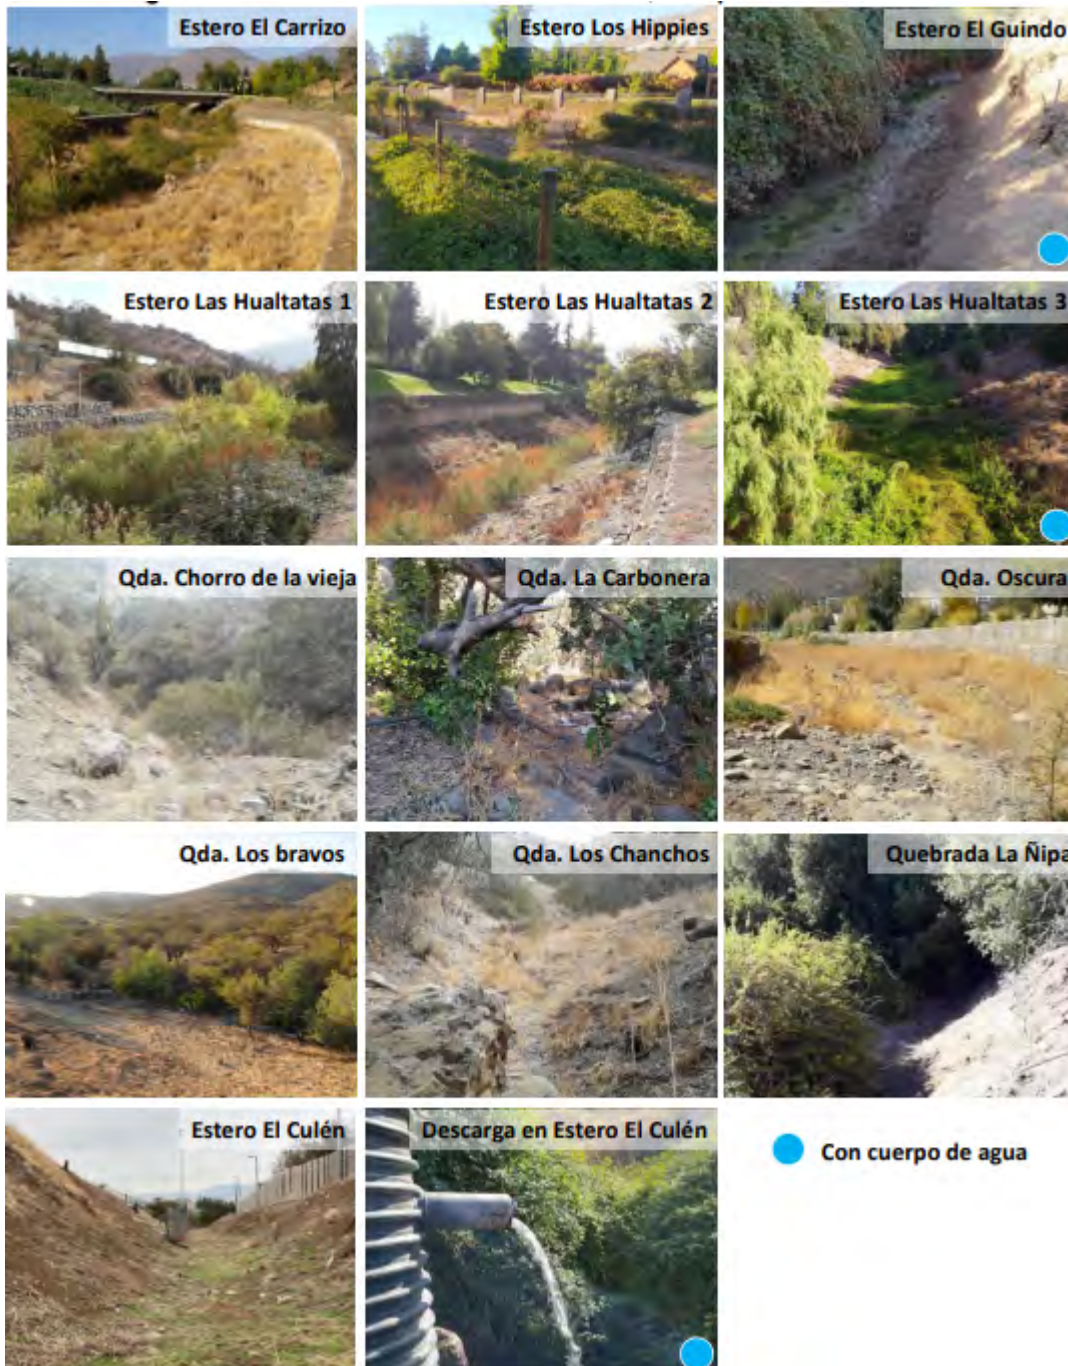 Estero El Carrizo
Estero Los Hippies
Estero El Guindo
Estero Las Hualtatas 1
Estero Las Hualtatas 2
Estero Las Hualtatas 3
Qda. Chorro de la vieja
Qda. La Carbonera
Qda. Oscura
Qda. Los bravos
Qda. Los Chanchos
Quebrada La Ñipa
Estero El Culén
Descarga en Estero El Culén
Con cuerpo de agua